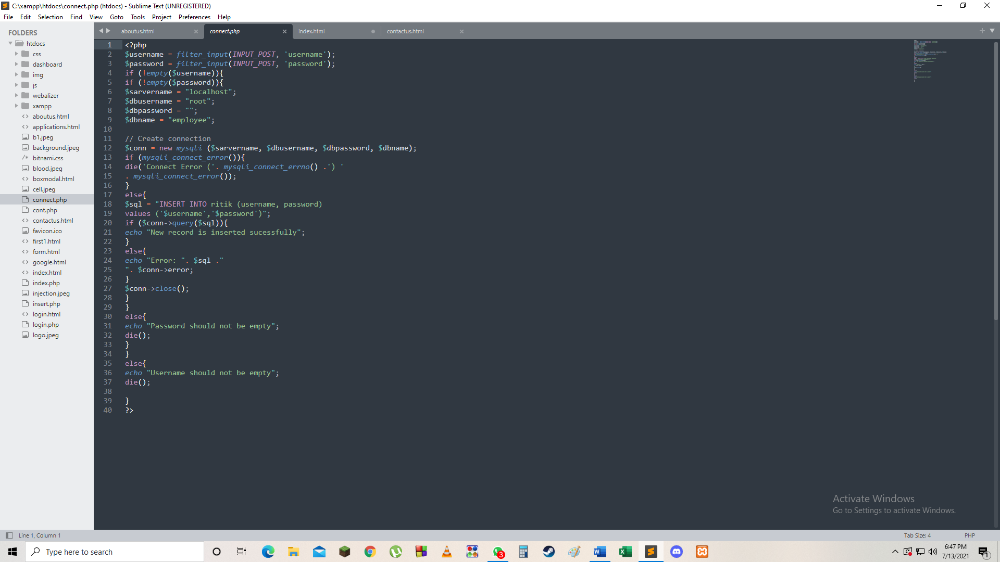 C:\xampp\htdocs\connect.php (htdocs) - Sublime Text (UNREGISTERED)
File Edit Selection Find View Goto Tools Project Preferences Help
FOLDERS
htdocs
css
dashboard
img
js
webalizer
xampp
aboutus.html
applications.html
b1.jpeg
background.jpeg
bitnami.css
blood.jpeg
boxmodal.html
cell.jpeg
connect.php
cont.php
contactus.html
favicon.ico
first1.html
form.html
google.html
index.html
index.php
injection.jpeg
insert.php
login.html
login.php
logo.jpeg
aboutus.html connect.php index.html contactus.html
1 <?php
2 $username = filter_input(INPUT_POST, 'username');
3 $password = filter_input(INPUT_POST, 'password');
4 if (!empty($username)){
5 if (!empty($password)){
6 $sarvername = "localhost";
7 $dbusername = "root";
8 $dbpassword = "";
9 $dbname = "employee";
10
11 // Create connection
12 $conn = new mysqli ($sarvername, $dbusername, $dbpassword, $dbname);
13 if (mysqli_connect_error()){
14 die('Connect Error ('. mysqli_connect_errno() .') '
15 . mysqli_connect_error());
16 }
17 else{
18 $sql = "INSERT INTO ritik (username, password)
19 values ('$username','$password')";
20 if ($conn->query($sql)){
21 echo "New record is inserted sucessfully";
22 }
23 else{
24 echo "Error: ". $sql ."
25 ". $conn->error;
26 }
27 $conn->close();
28 }
29 }
30 else{
31 echo "Password should not be empty";
32 die();
33 }
34 }
35 else{
36 echo "Username should not be empty";
37 die();
38
39 }
40 ?>
Activate Windows
Go to Settings to activate Windows.
Line 1, Column 1 Tab Size: 4 PHP
Type here to search
3
6:47 PM
7/13/2021
1